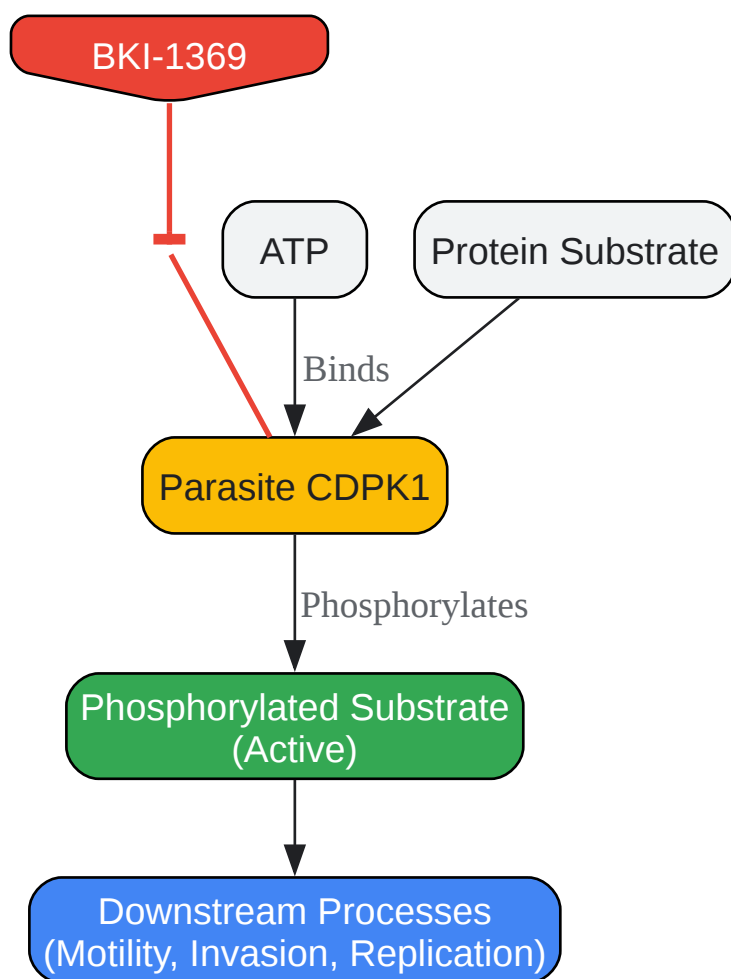 BKI-1369
ATP
Protein Substrate
Binds
Parasite CDPK1
Phosphorylates
Phosphorylated Substrate
(Active)
Downstream Processes
(Motility, Invasion, Replication)